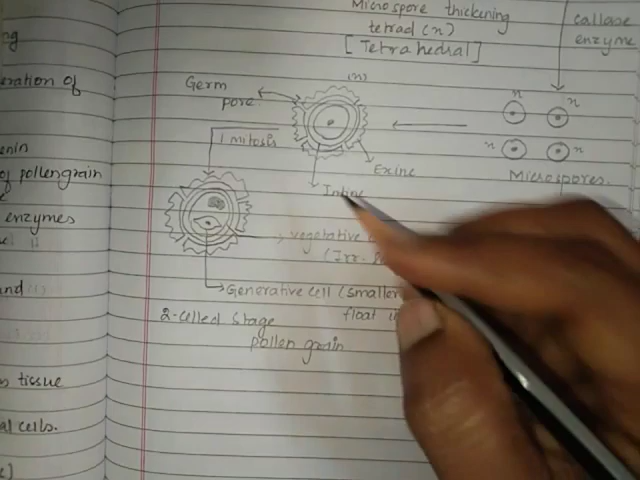 Microspore thickening
tetrad (n)
[Tetrahedral]
callase
enzyme
ng
eration of
enin
of pollengrain
e
enzymes
and
s tissue
al cells.
Germ
pore
(n)
n
n
n
n
1 mitosis
Exine
Intine
Microspores.
vegetative
(Irr.
Generative cell (smaller
float i
2-celled stage
pollen grain